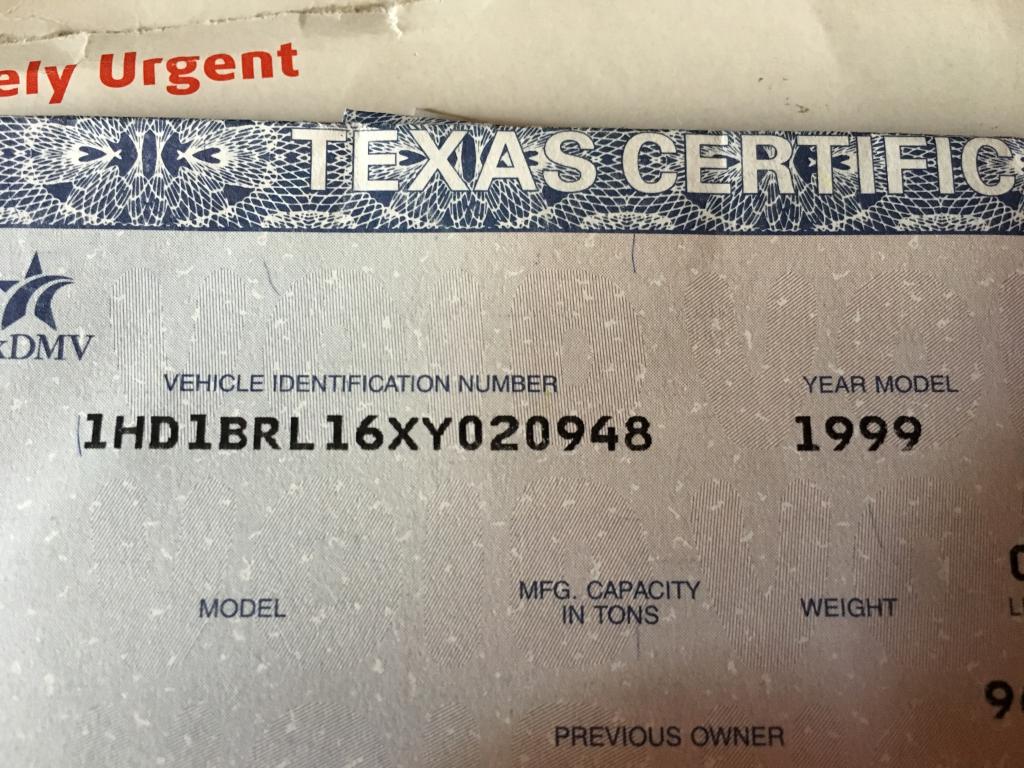 ely Urgent
TEXAS CERTIFIC
xDMV
VEHICLE IDENTIFICATION NUMBER YEAR MODEL
1HD1BRL16XY020948 1999
MODEL MFG. CAPACITY IN TONS WEIGHT
PREVIOUS OWNER